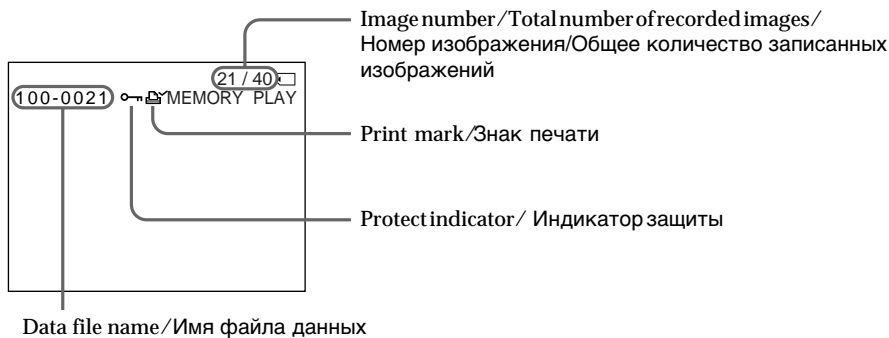 Image number/Total number of recorded images/
Номер изображения/Общее количество записанных
изображений
21 / 40
100-0021 MEMORY PLAY
Print mark/Знак печати
Protect indicator/ Индикатор защиты
Data file name/Имя файла данных